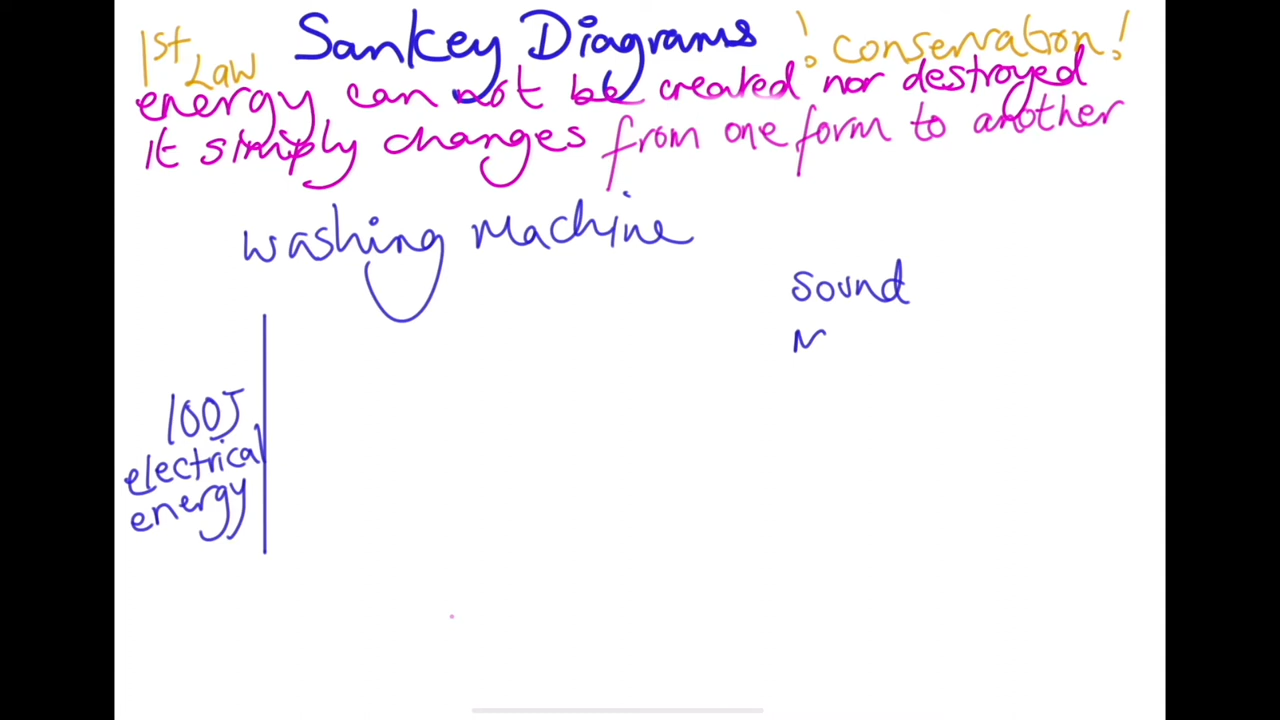 1st Law Sankey Diagrams ! Conservation!
energy can not be created nor destroyed
it simply changes from one form to another
washing machine
sound
100J
electrical
energy